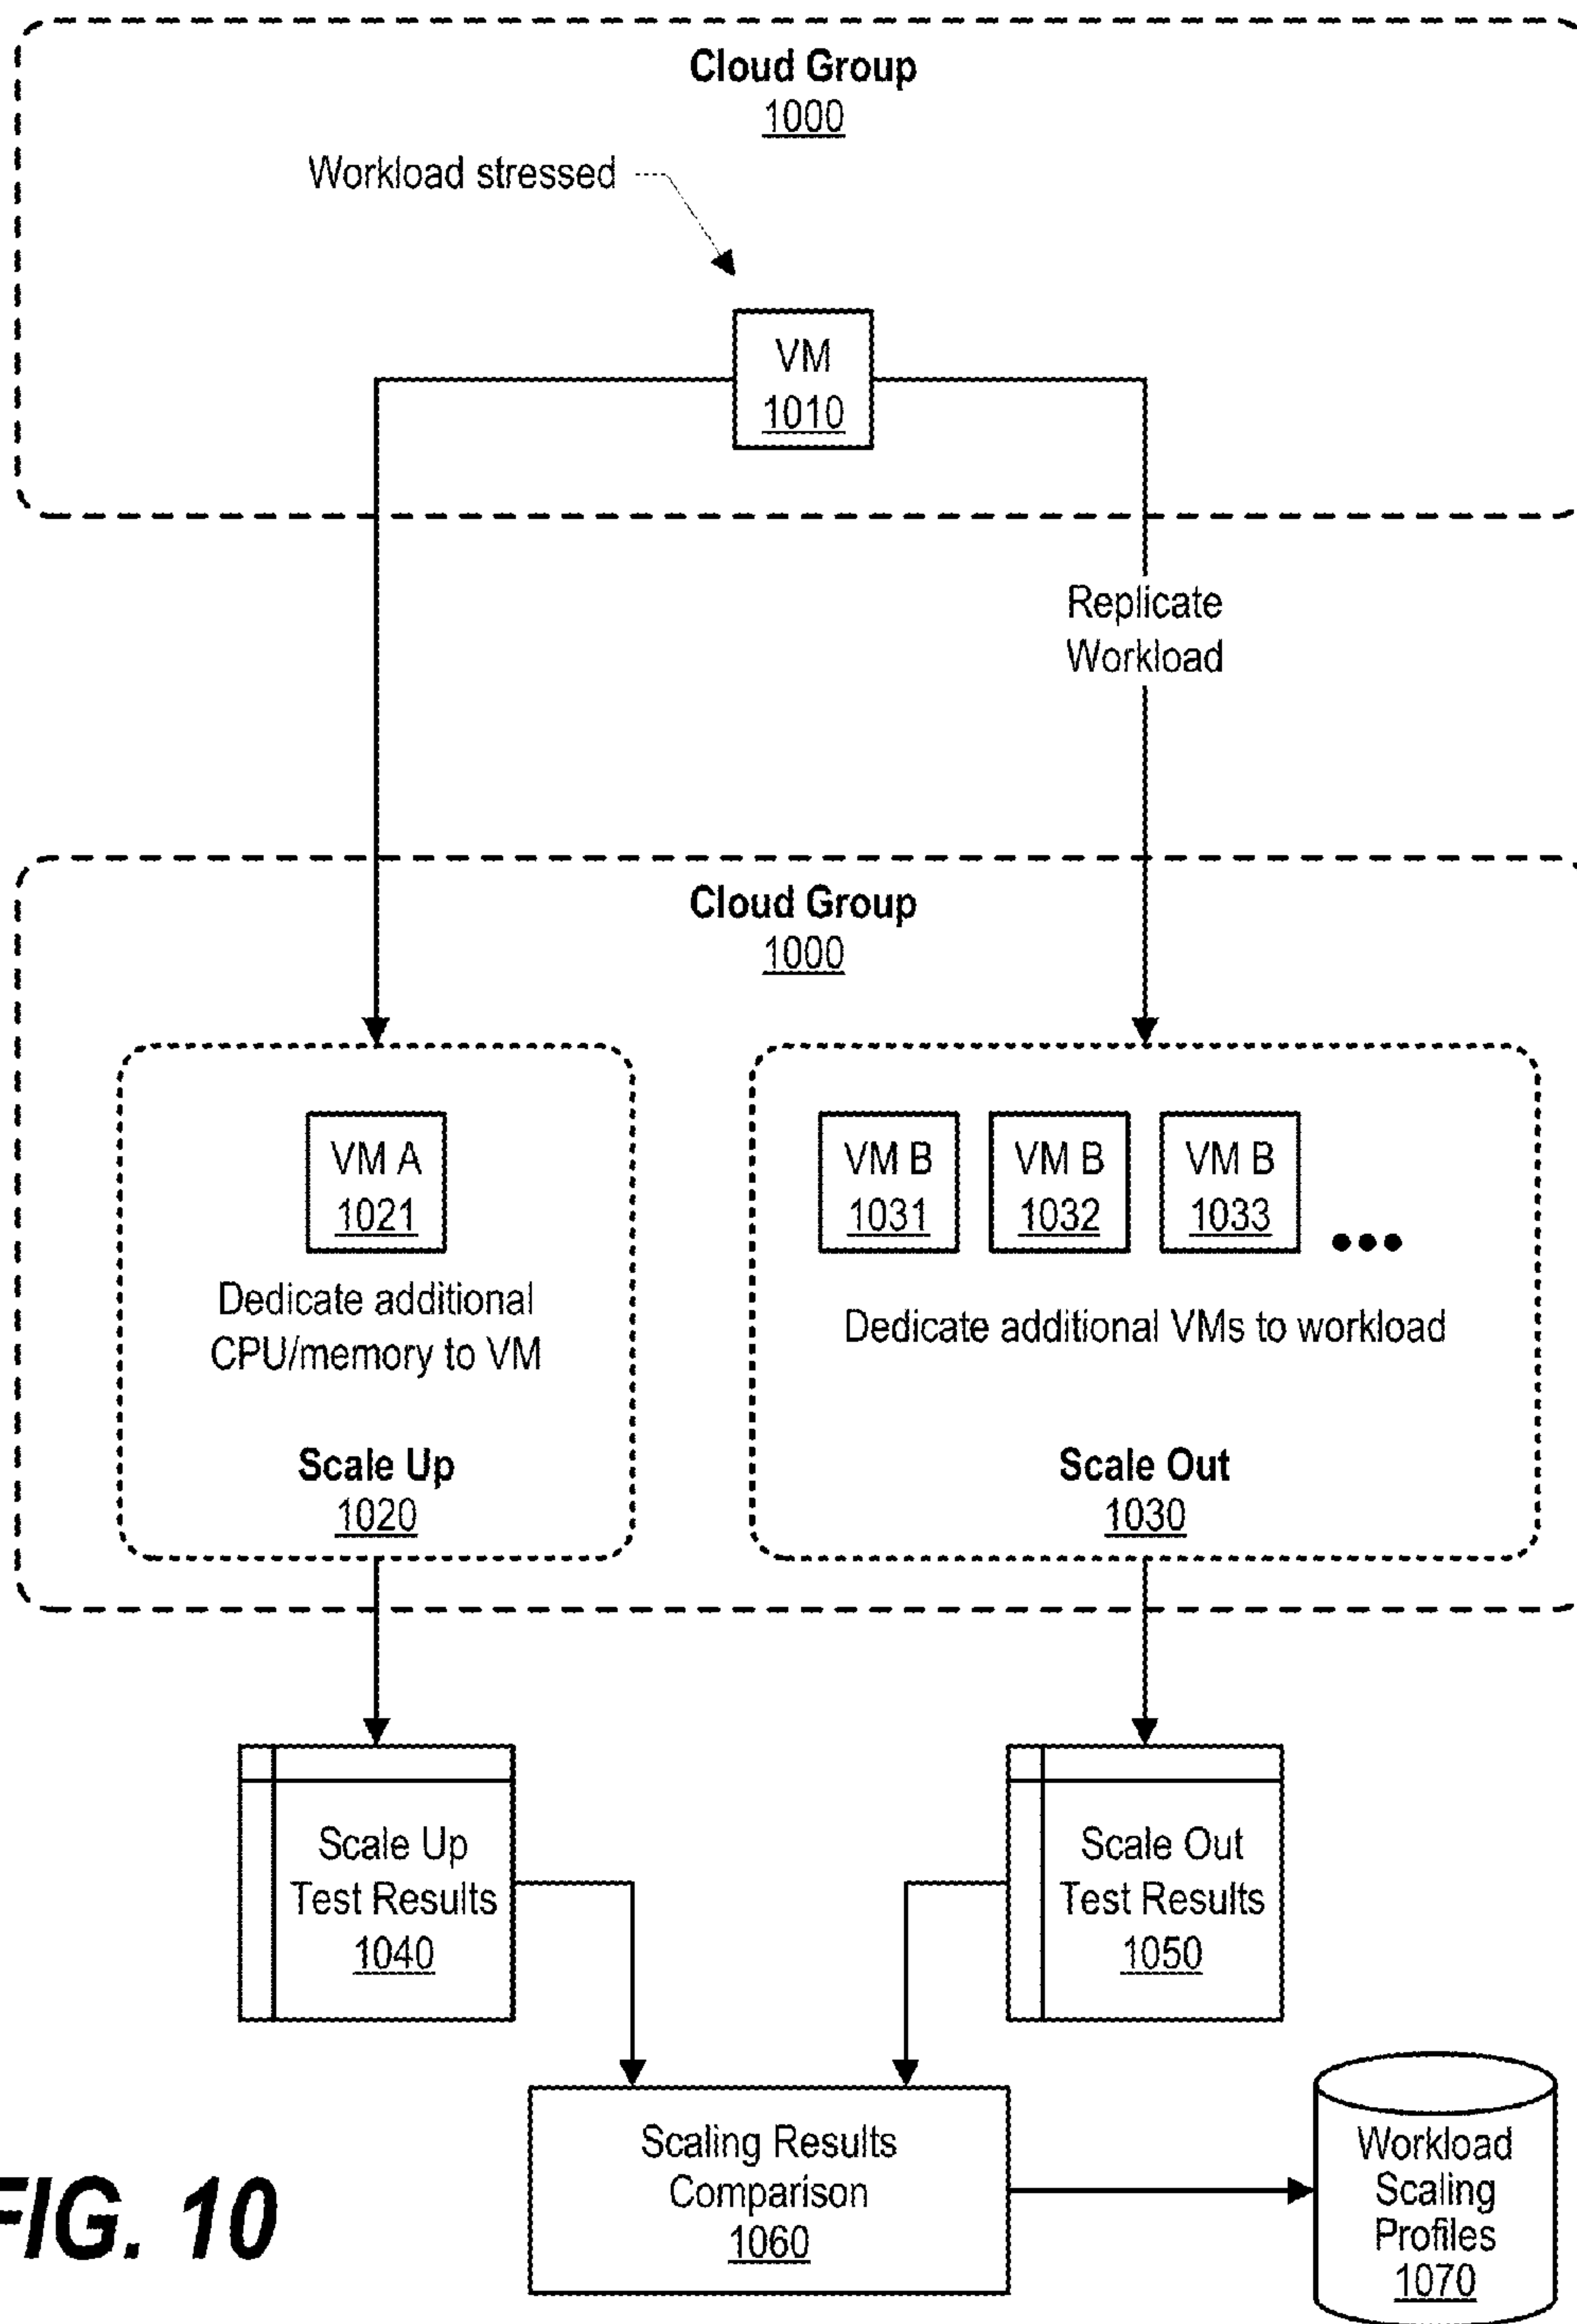 Cloud Group
1000
Workload stressed
VM
1010
Replicate
Workload
Cloud Group
1000
VM A
1021
Dedicate additional
CPU/memory to VM
Scale Up
1020
VM B
1031
VM B
1032
VM B
1033
•••
Dedicate additional VMs to workload
Scale Out
1030
Scale Up
Test Results
1040
Scale Out
Test Results
1050
Scaling Results
Comparison
1060
Workload
Scaling
Profiles
1070
FIG. 10